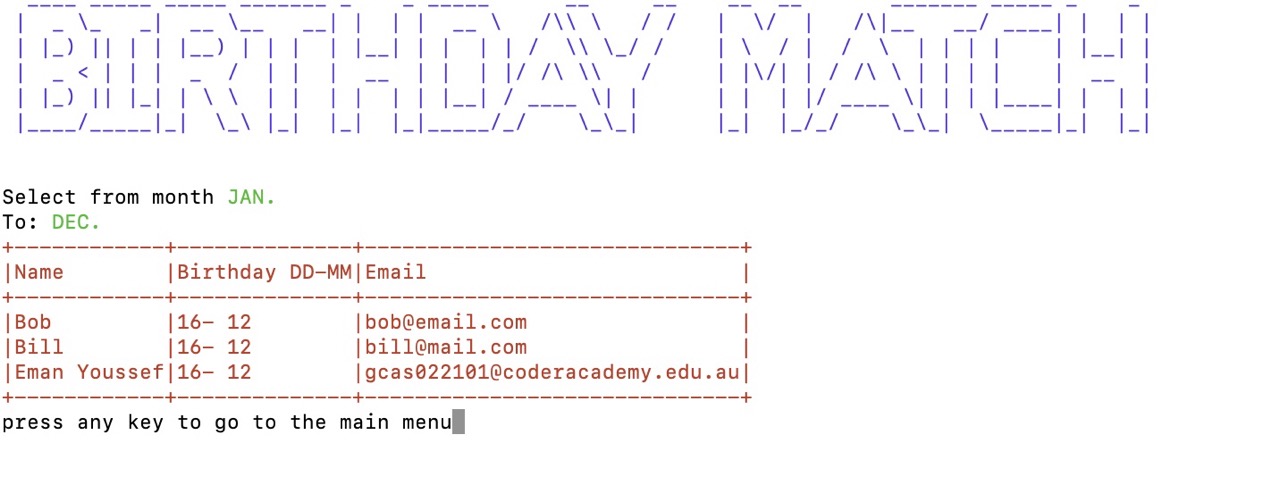 BIRTHDAY MATCH
Select from month JAN.
To: DEC.
|Name |Birthday DD-MM|Email |
|Bob |16- 12 |bob@email.com |
|Bill |16- 12 |bill@mail.com |
|Eman Youssef|16- 12 |gcas022101@coderacademy.edu.au|
press any key to go to the main menu